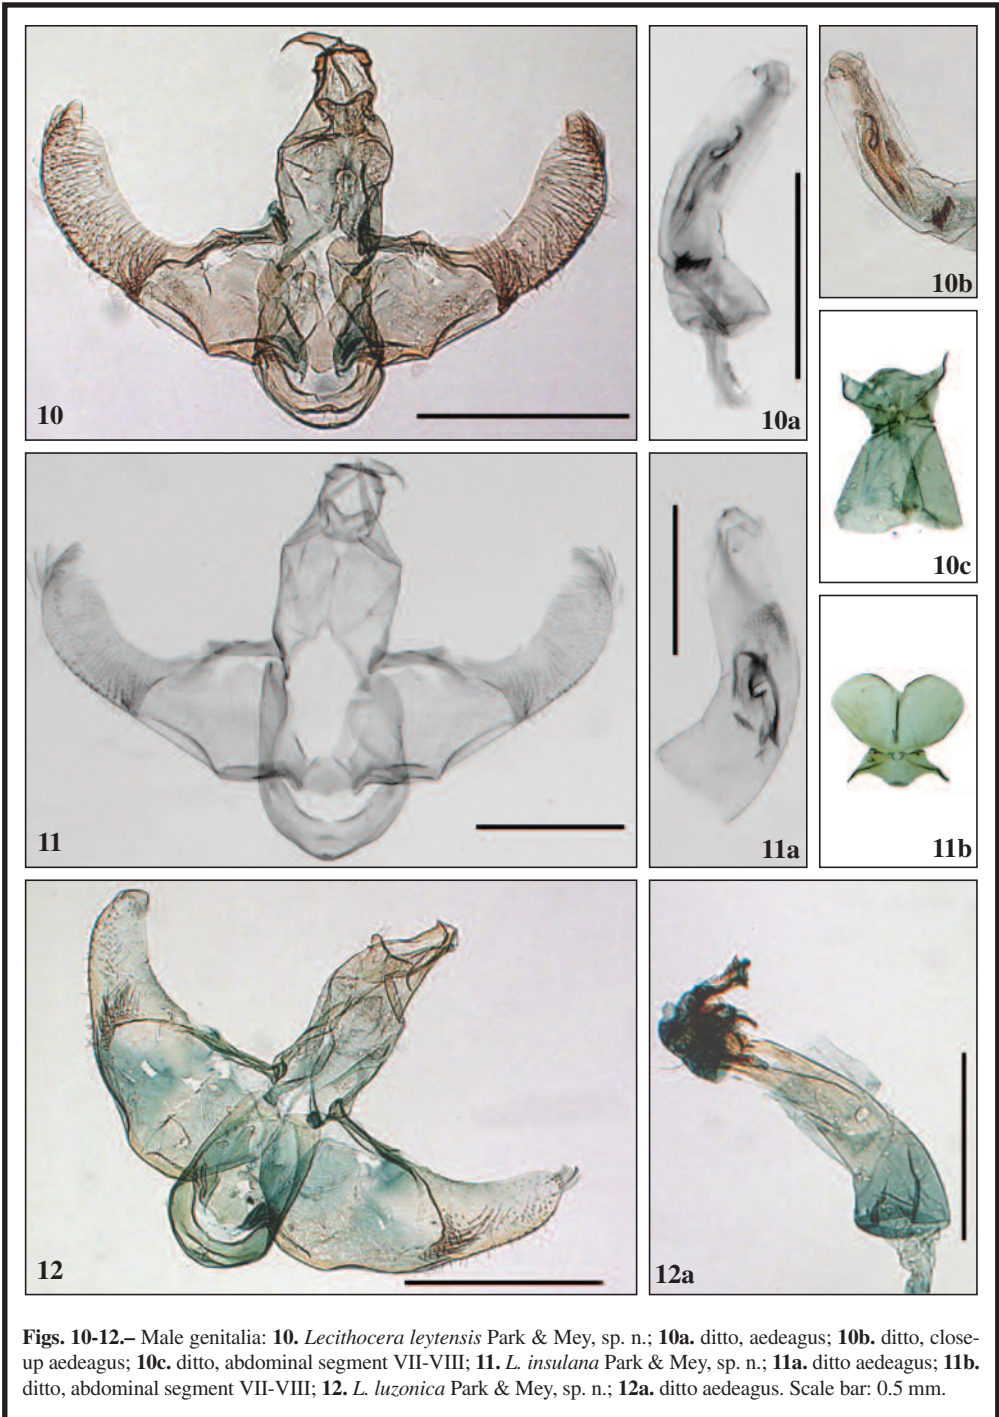 10
10a
10b
10c
11
11a
11b
12
12a
Figs. 10-12.– Male genitalia: 10. Lecithocera leytensis Park & Mey, sp. n.; 10a. ditto, aedeagus; 10b. ditto, close-
up aedeagus; 10c. ditto, abdominal segment VII-VIII; 11. L. insulana Park & Mey, sp. n.; 11a. ditto aedeagus; 11b.
ditto, abdominal segment VII-VIII; 12. L. luzonica Park & Mey, sp. n.; 12a. ditto aedeagus. Scale bar: 0.5 mm.